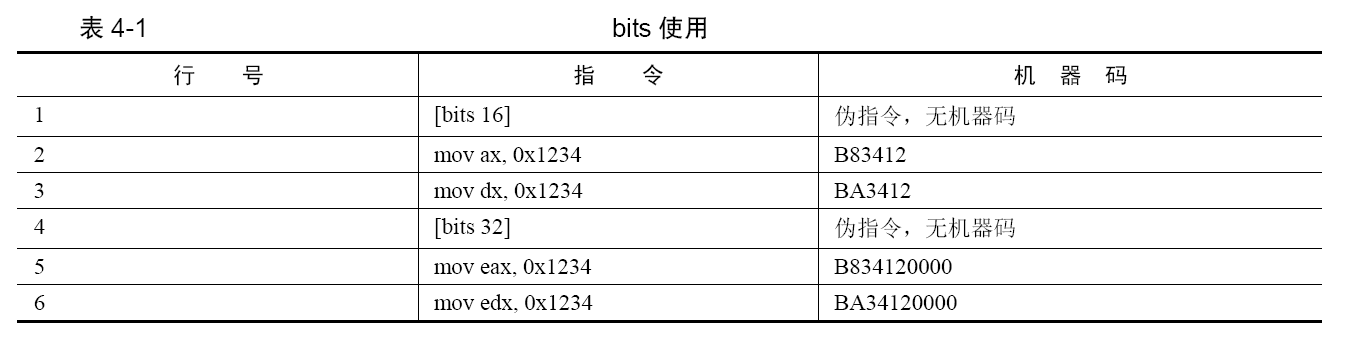 表 4-1 bits 使用
行 号 指 令 机 器 码
1 [bits 16] 伪指令，无机器码
2 mov ax, 0x1234 B83412
3 mov dx, 0x1234 BA3412
4 [bits 32] 伪指令，无机器码
5 mov eax, 0x1234 B834120000
6 mov edx, 0x1234 BA34120000